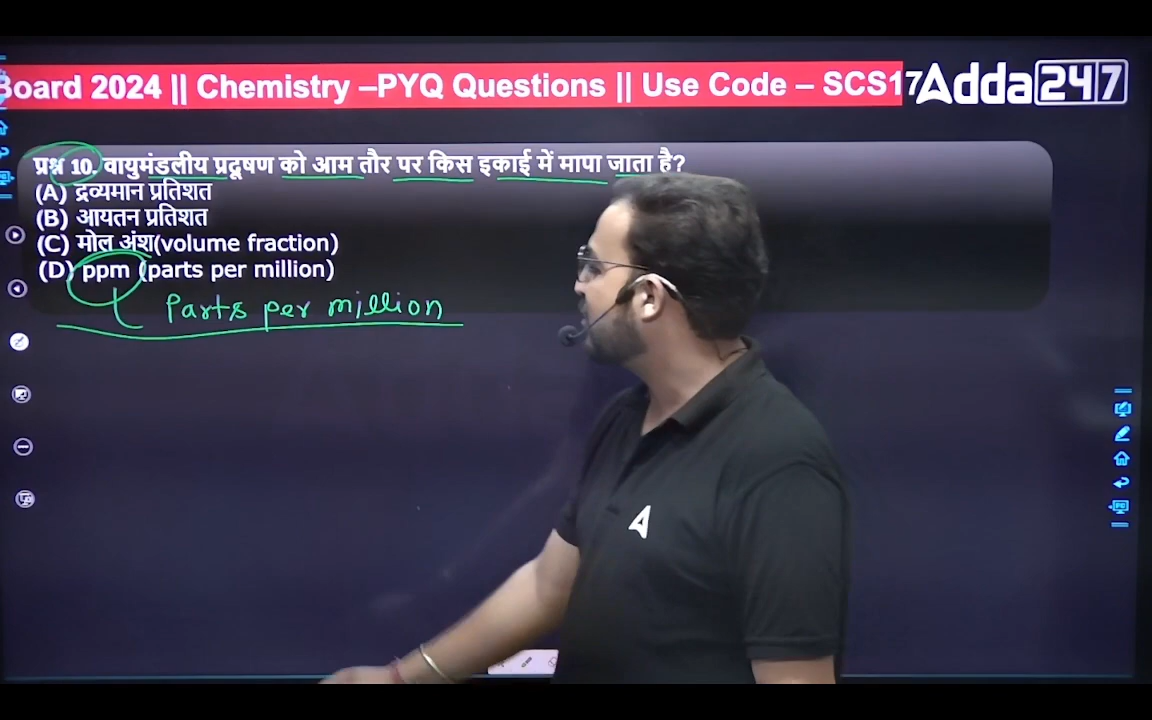 Board 2024 || Chemistry –PYQ Questions || Use Code – SCS17
Adda247
प्रश्न 10. वायुमंडलीय प्रदूषण को आम तौर पर किस इकाई में मापा जाता है?
(A) द्रव्यमान प्रतिशत
(B) आयतन प्रतिशत
(C) मोल अंश(volume fraction)
(D) ppm (parts per million)
Parts per million